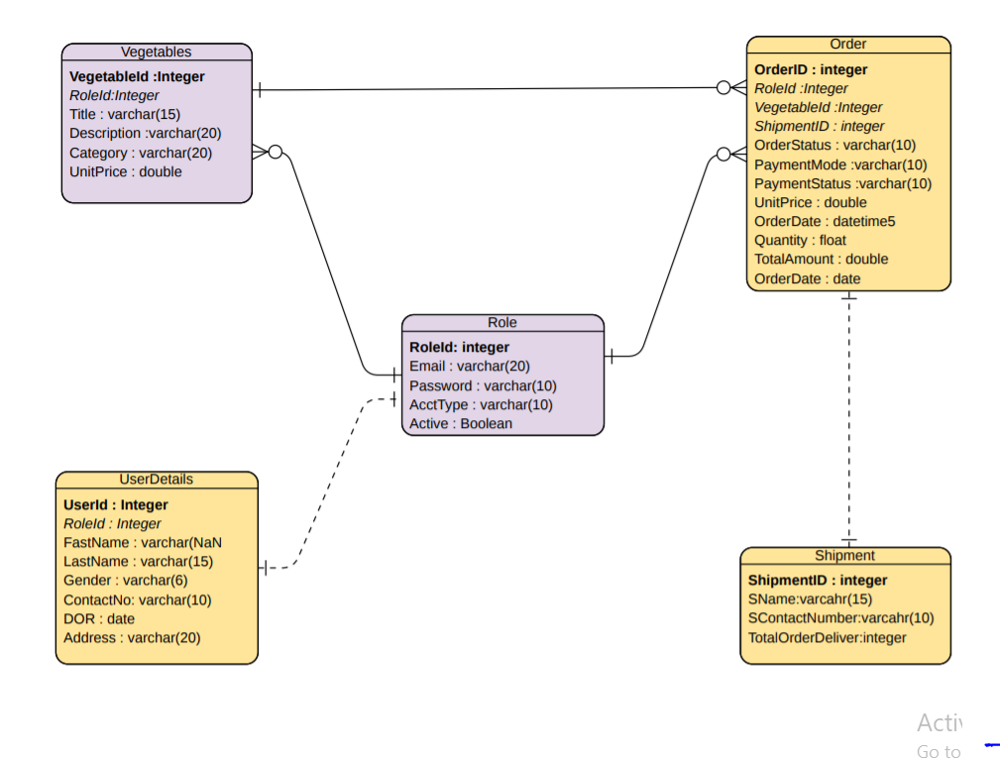 Vegetables
VegetableId :Integer
RoleId:Integer
Title : varchar(15)
Description :varchar(20)
Category : varchar(20)
UnitPrice : double
Order
OrderID : integer
RoleId :Integer
VegetableId :Integer
ShipmentID : integer
OrderStatus : varchar(10)
PaymentMode :varchar(10)
PaymentStatus :varchar(10)
UnitPrice : double
OrderDate : datetime5
Quantity : float
TotalAmount : double
OrderDate : date
Role
RoleId: integer
Email : varchar(20)
Password : varchar(10)
AcctType : varchar(10)
Active : Boolean
UserDetails
UserId : Integer
RoleId : Integer
FastName : varchar(NaN
LastName : varchar(15)
Gender : varchar(6)
ContactNo: varchar(10)
DOR : date
Address : varchar(20)
Shipment
ShipmentID : integer
SName:varcahr(15)
SContactNumber:varcahr(10)
TotalOrderDeliver:integer
Activ
Go to